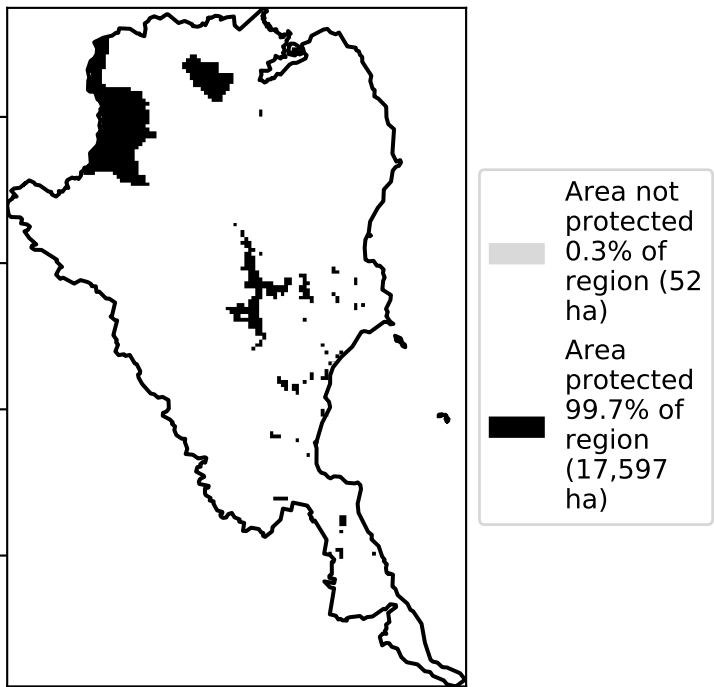 Area not
protected
0.3% of
region (52
ha)
Area
protected
99.7% of
region
(17,597
ha)